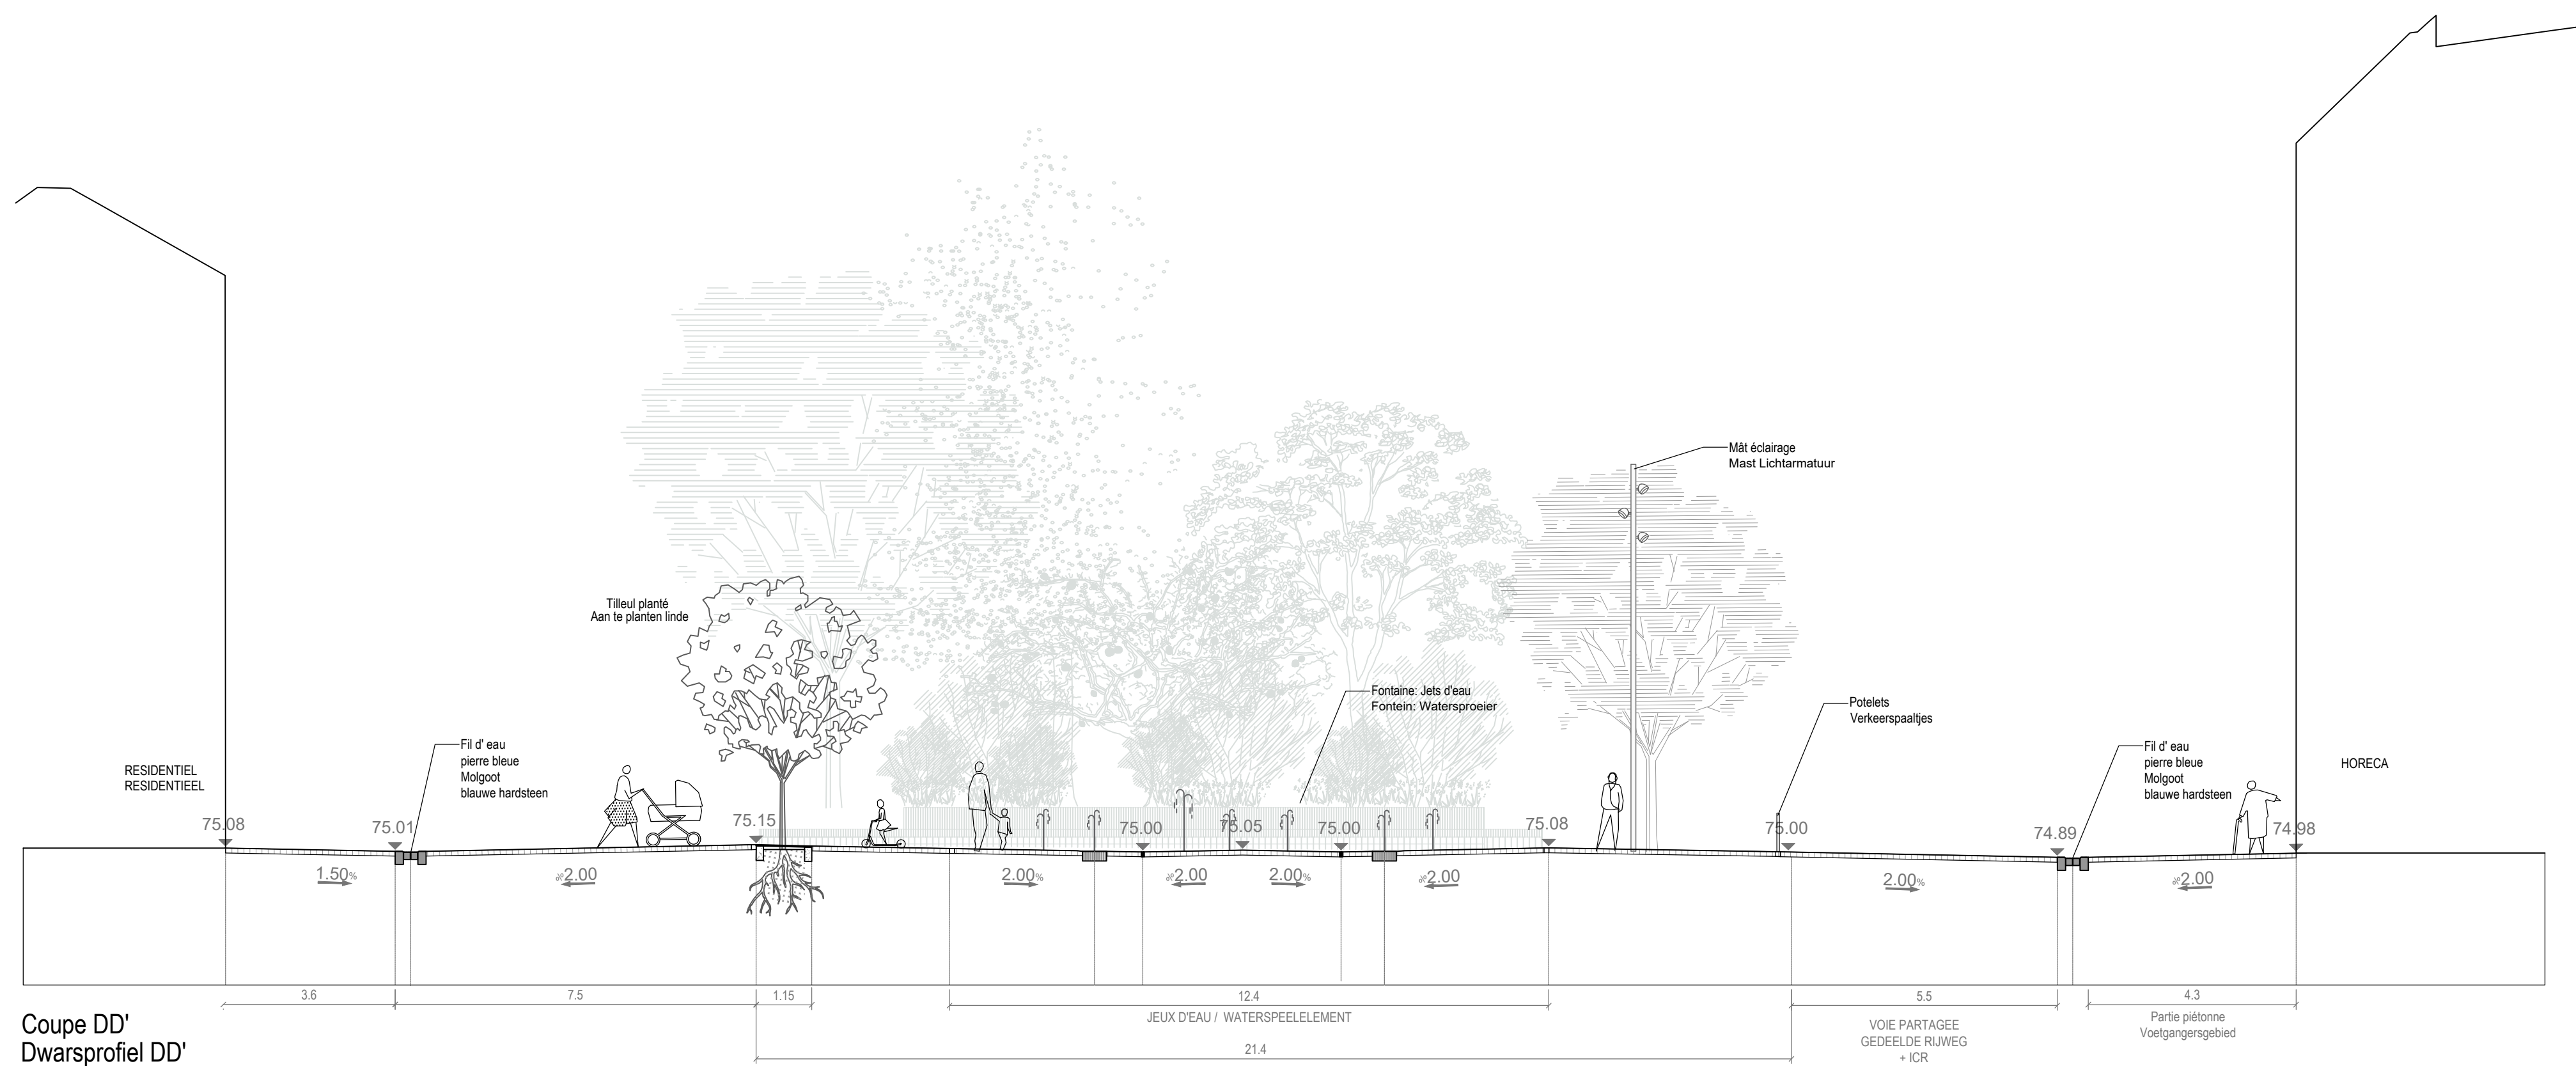 Mât éclairage
Mast Lichtarmatuur
Tilleul planté
Aan te planten linde
Fontaine: Jets d'eau
Fontein: Watersproeier
Potelets
Verkeerspaaltjes
Fil d' eau
pierre bleue
Molgoot
blauwe hardsteen
Fil d' eau
pierre bleue
Molgoot
blauwe hardsteen
RESIDENTIEL
RESIDENTIEEL
HORECA
75.08
75.01
75.15
75.00
75.05
75.00
75.08
75.00
74.89
74.98
1.50%
%2.00
2.00%
%2.00
2.00%
%2.00
2.00%
%2.00
3.6
7.5
1.15
12.4
5.5
4.3
JEUX D'EAU / WATERSPEELELEMENT
VOIE PARTAGEE
GEDEELDE RIJWEG
+ ICR
Partie piétonne
Voetgangersgebied
21.4
Coupe DD'
Dwarsprofiel DD'